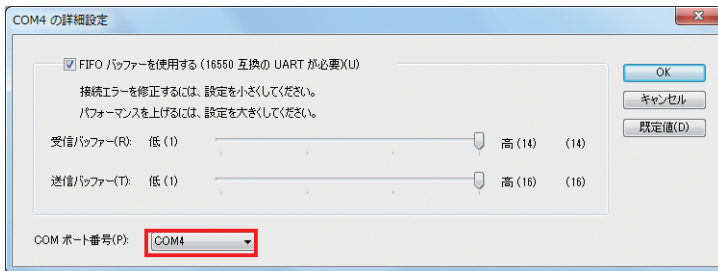 COM4 の詳細設定
FIFO バッファーを使用する (16550 互換の UART が必要)(U)
接続エラーを修正するには、設定を小さくしてください。
パフォーマンスを上げるには、設定を大きくしてください。
受信バッファー(R): 低 (1) 高 (14) (14)
送信バッファー(T): 低 (1) 高 (16) (16)
COM ポート番号(P): COM4
OK
キャンセル
既定値(D)